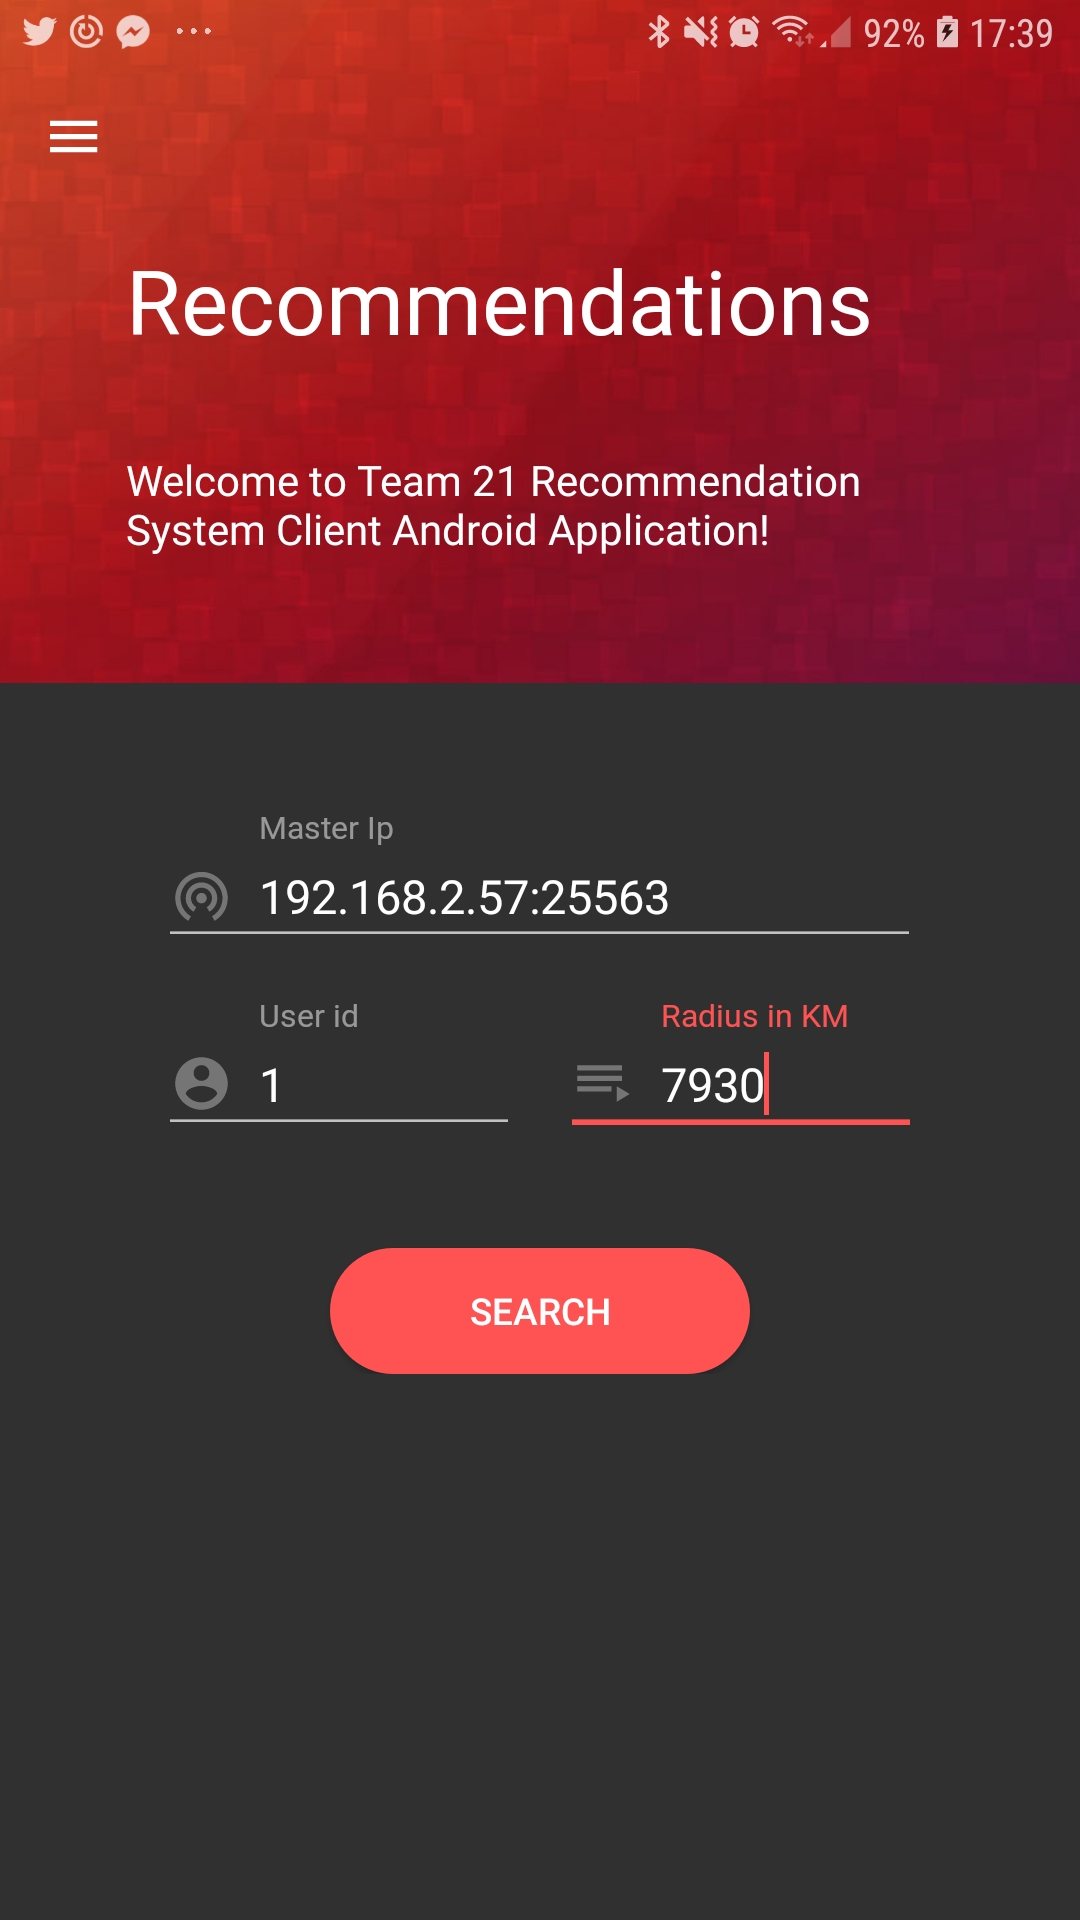 92% 17:39
Recommendations
Welcome to Team 21 Recommendation
System Client Android Application!
Master Ip
192.168.2.57:25563
User id
Radius in KM
1
7930
SEARCH